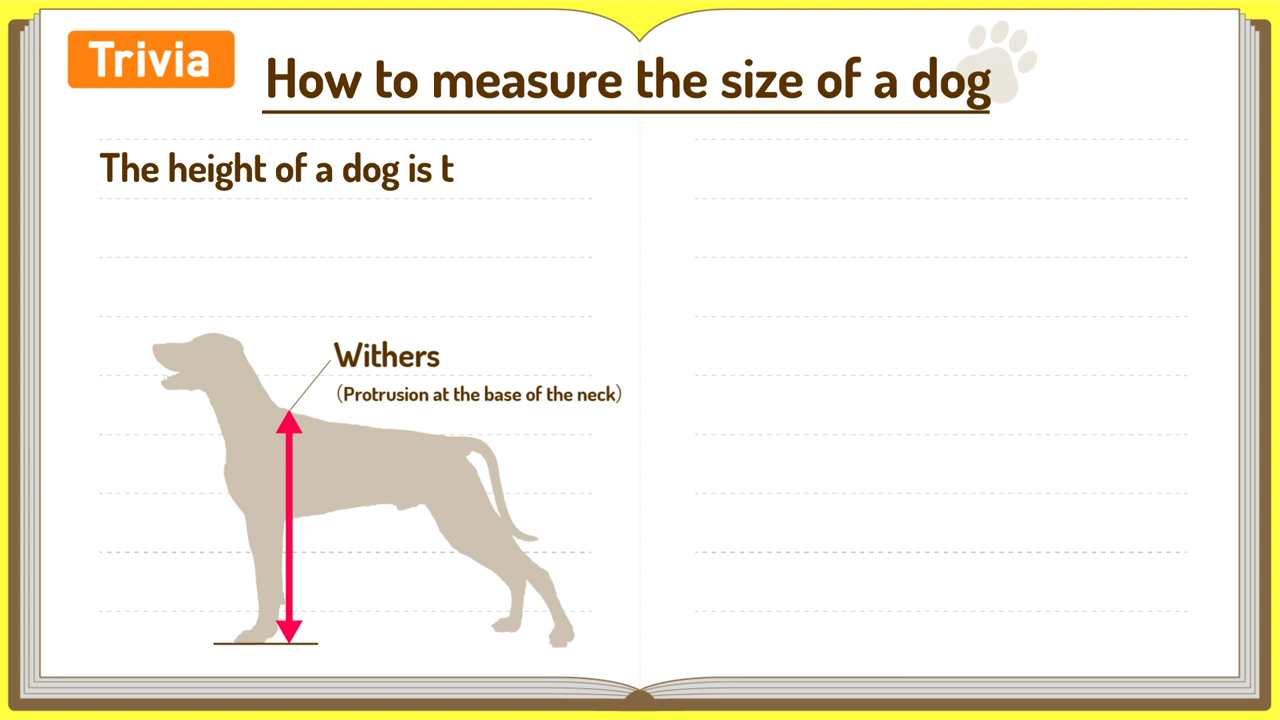 Trivia
How to measure the size of a dog
The height of a dog is t
Withers
(Protrusion at the base of the neck)